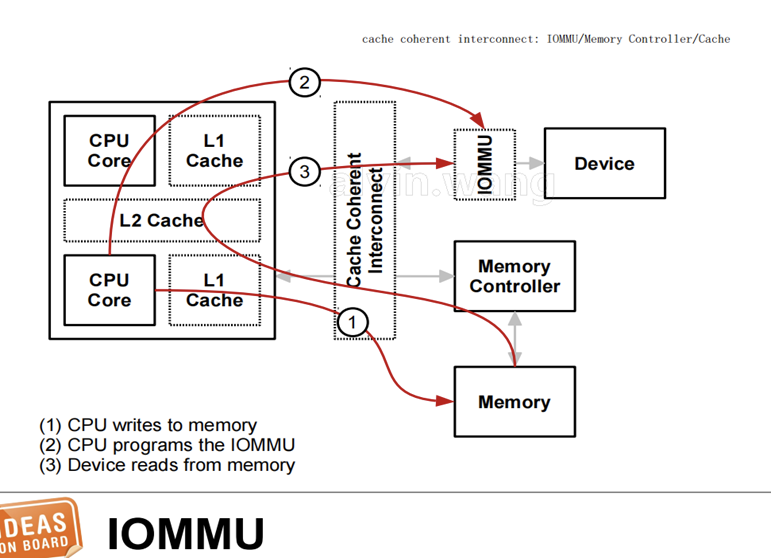 cache coherent interconnect: IOMMU/Memory Controller/Cache
2
CPU
Core
L1
Cache
3
IOMMU
Device
Cache Coherent
Interconnect
L2 Cache
CPU
Core
L1
Cache
Memory
Controller
1
Memory
(1) CPU writes to memory
(2) CPU programs the IOMMU
(3) Device reads from memory
IDEAS
ON BOARD
IOMMU